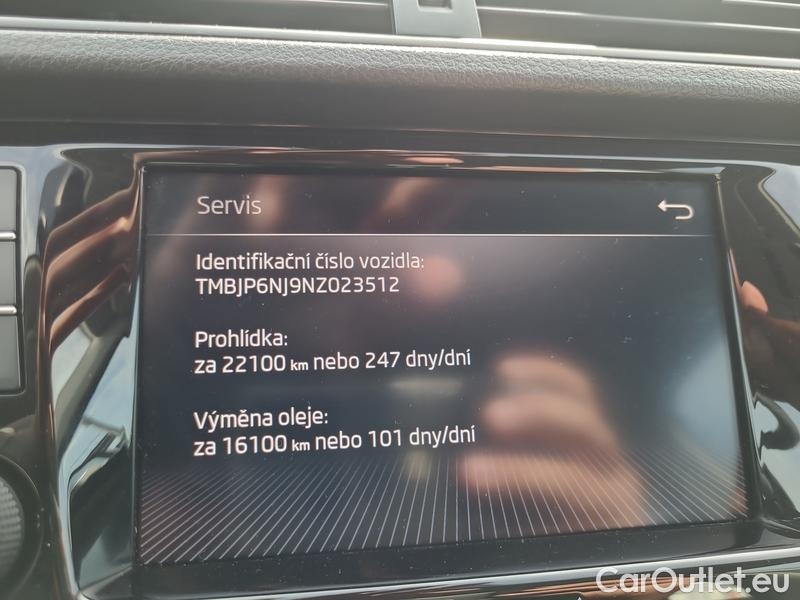 Servis
Identifikační číslo vozidla:
TMBJP6NJ9NZ023512
Prohlídka:
za 22100 km nebo 247 dny/dní
Výměna oleje:
za 16100 km nebo 101 dny/dní
CarOutlet.eu